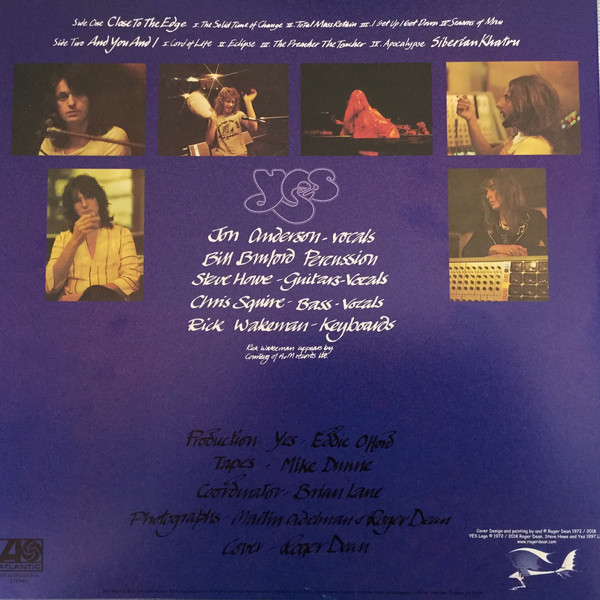 Side One Close To The Edge I. The Solid Time of Change II. Total Mass Retain III. I Get Up I Get Down IV. Seasons of Man
Side Two And You And I I. Cord of Life II. Eclipse III. The Preacher The Teacher IV. Apocalypse Siberian Khatru
yes
Jon Anderson - vocals
Bill Bruford Percussion
Steve Howe - Guitars - Vocals
Chris Squire - Bass - Vocals
Rick Wakeman - Keyboards
Rick Wakeman appears by
Courtesy of A&M records Ltd.
Production Yes - Eddie Offord
Tapes - Mike Dunne
Coordinator - Brian Lane
Photographs - Martin Adelman & Roger Dean
Cover - Roger Dean
Cover Design and painting by and © Roger Dean 1972 / 2018
YES Logo © 1972 / 2018 Roger Dean, Steve Howe and Yes 1997 L
www.rogerdean.com
ATLANTIC